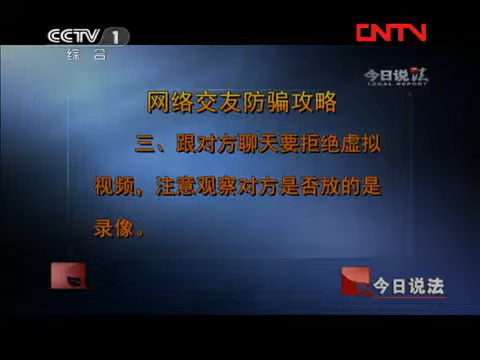 CCTV 1
综合
CNTV
今日说法
LEGAL REPORT
网络交友防骗攻略
三、跟对方聊天要拒绝虚拟
视频，注意观察对方是否放的是
录像。
今日说法